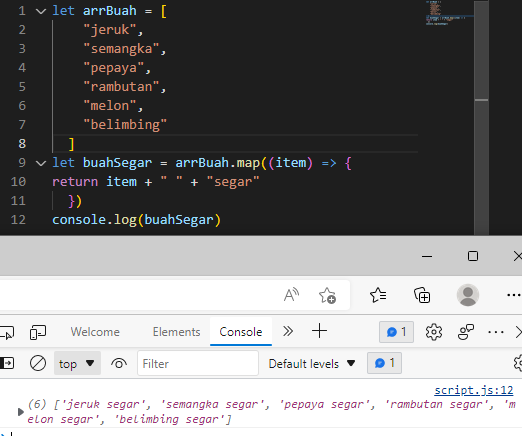 1 let arrBuah = [
2 "jeruk",
3 "semangka",
4 "pepaya",
5 "rambutan",
6 "melon",
7 "belimbing"
8 ]
9 let buahSegar = arrBuah.map((item) => {
10 return item + " " + "segar"
11 })
12 console.log(buahSegar)
Welcome Elements Console 1
top Filter Default levels 1
script.js:12
(6) ['jeruk segar', 'semangka segar', 'pepaya segar', 'rambutan segar', 'm
elon segar', 'belimbing segar']